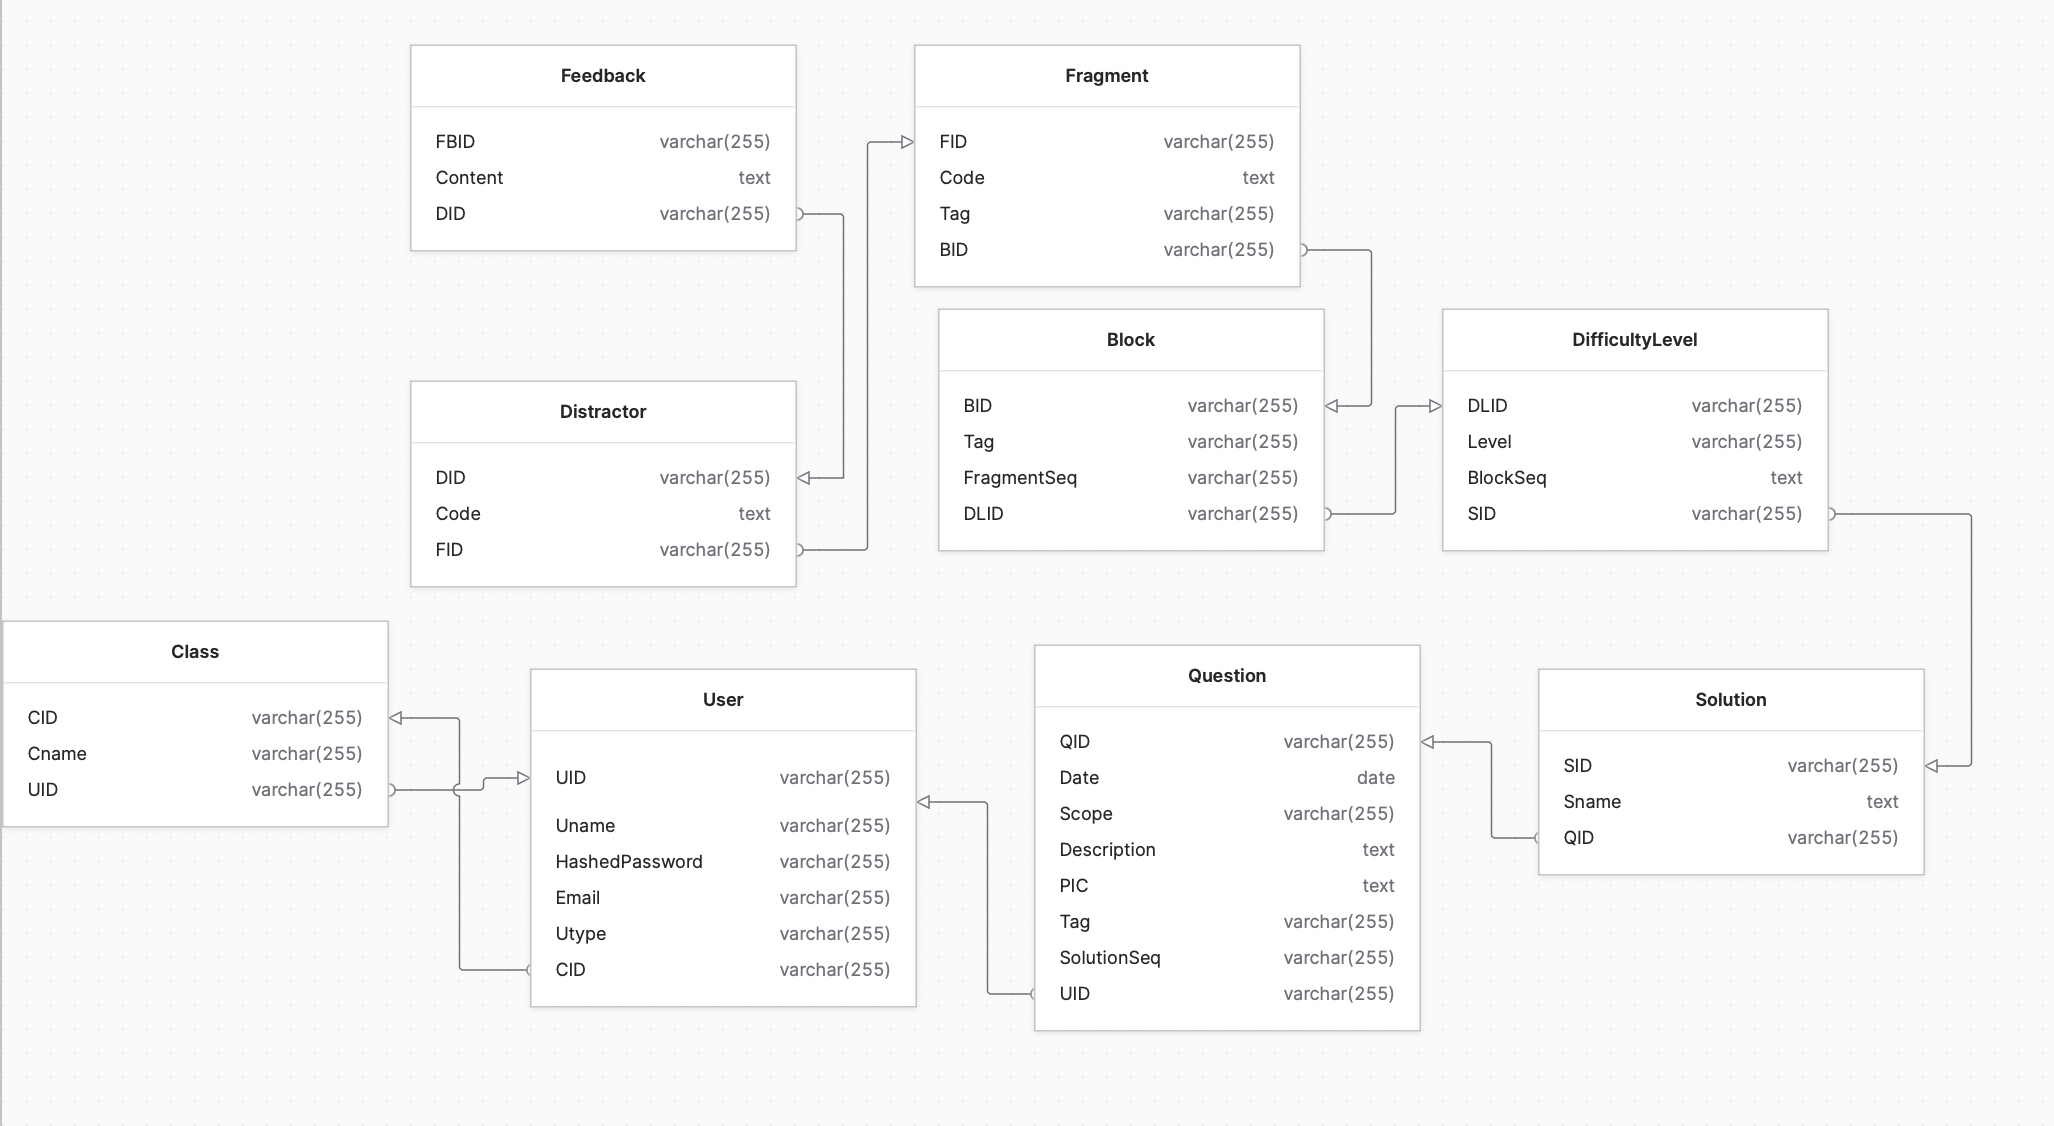 Feedback
FBID varchar(255)
Content text
DID varchar(255)
Fragment
FID varchar(255)
Code text
Tag varchar(255)
BID varchar(255)
Block
BID varchar(255)
Tag varchar(255)
FragmentSeq varchar(255)
DLID varchar(255)
DifficultyLevel
DLID varchar(255)
Level varchar(255)
BlockSeq text
SID varchar(255)
Distractor
DID varchar(255)
Code text
FID varchar(255)
Class
CID varchar(255)
Cname varchar(255)
UID varchar(255)
User
UID varchar(255)
Uname varchar(255)
HashedPassword varchar(255)
Email varchar(255)
Utype varchar(255)
CID varchar(255)
Question
QID varchar(255)
Date date
Scope varchar(255)
Description text
PIC text
Tag varchar(255)
SolutionSeq varchar(255)
UID varchar(255)
Solution
SID varchar(255)
Sname text
QID varchar(255)